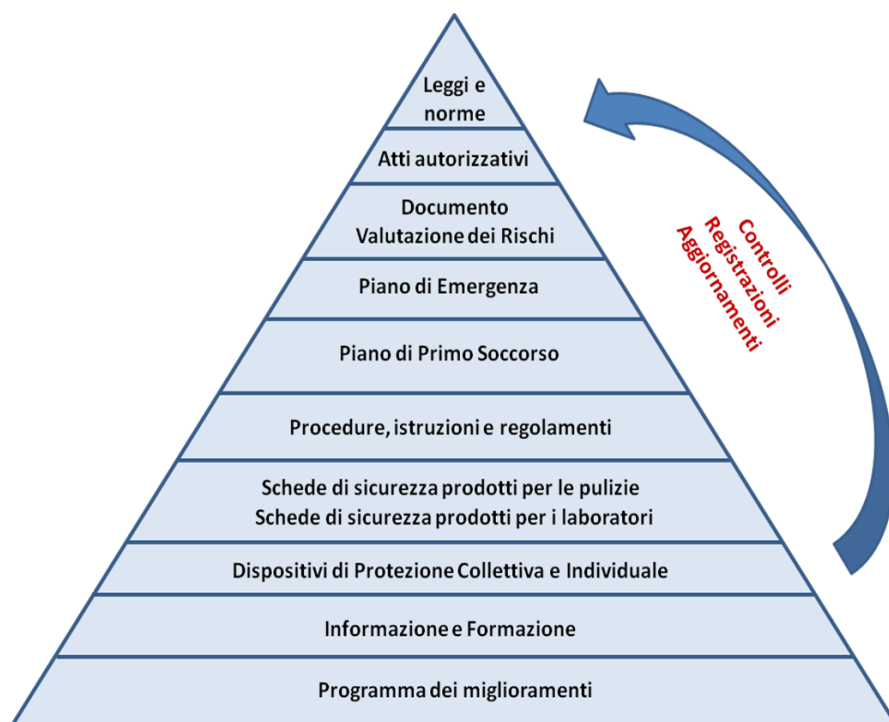 Leggi e
norme
Atti autorizzativi
Documento
Valutazione dei Rischi
Piano di Emergenza
Piano di Primo Soccorso
Procedure, istruzioni e regolamenti
Schede di sicurezza prodotti per le pulizie
Schede di sicurezza prodotti per i laboratori
Dispositivi di Protezione Collettiva e Individuale
Informazione e Formazione
Programma dei miglioramenti
Controlli
Registrazioni
Aggiornamenti